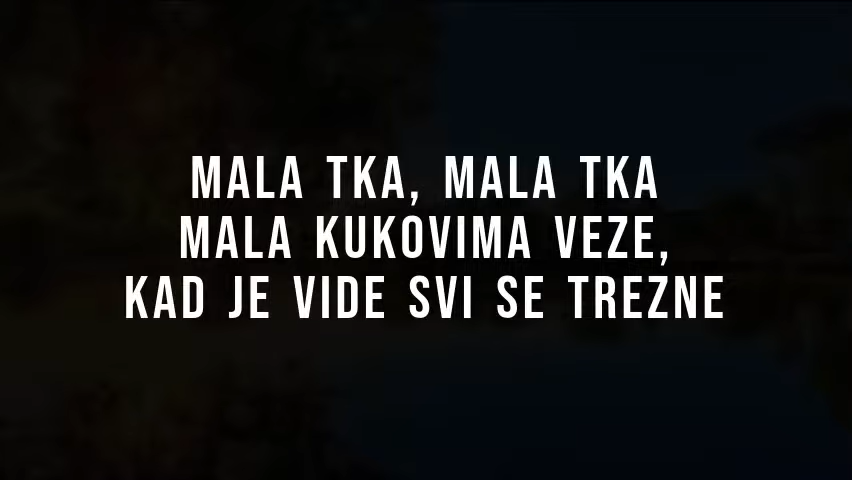 MALA TKA, MALA TKA
MALA KUKOVIMA VEZE,
KAD JE VIDE SVI SE TREZNE